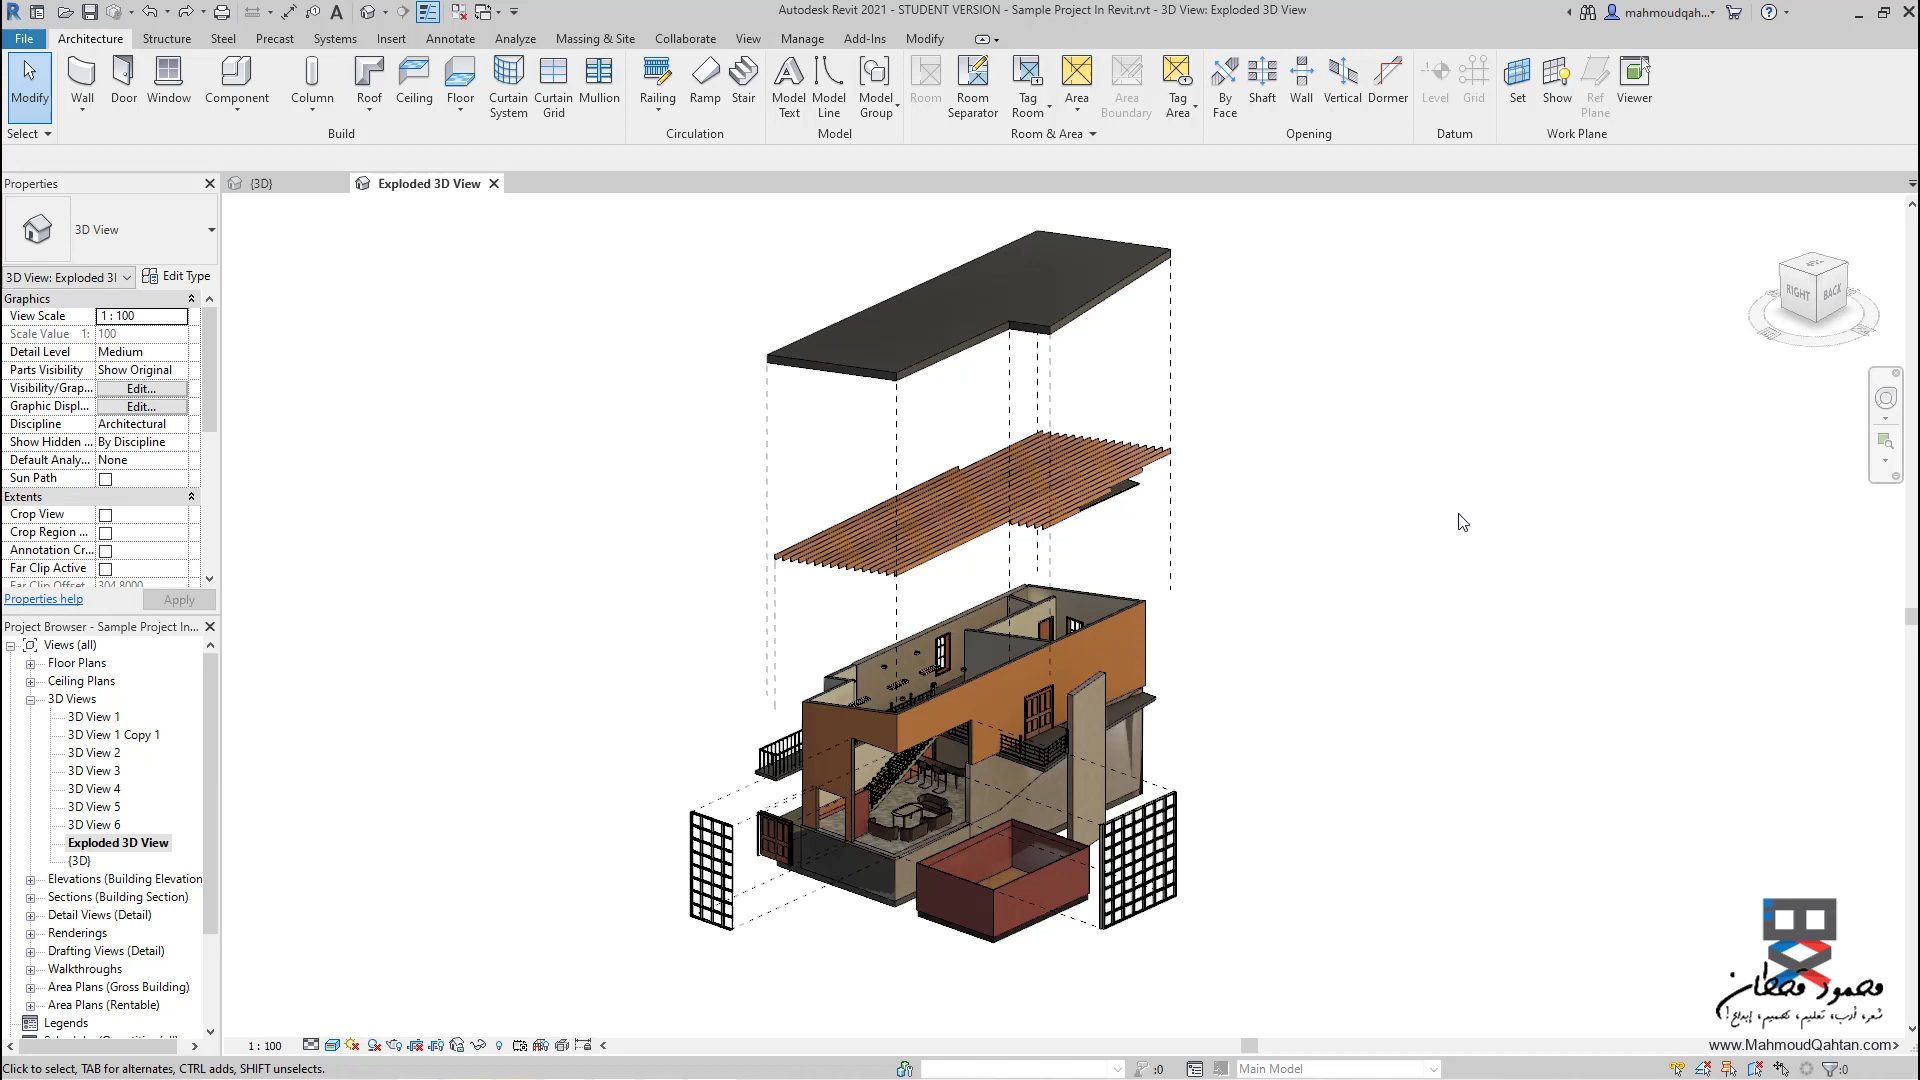 Autodesk Revit 2021 - STUDENT VERSION - Sample Project In Revit.rvt - 3D View: Exploded 3D View
mahmoudqah...
File Architecture Structure Steel Precast Systems Insert Annotate Analyze Massing & Site Collaborate View Manage Add-Ins Modify
Modify Wall Door Window Component Column Roof Ceiling Floor Curtain System Curtain Grid Mullion Railing Ramp Stair Model Text Model Line Model Group Room Room Separator Tag Room Area Area Boundary Tag Area By Face Shaft Wall Vertical Dormer Level Grid Set Show Ref Plane Viewer
Select Build Circulation Model Room & Area Opening Datum Work Plane
Properties
{3D}
Exploded 3D View
3D View
3D View: Exploded 3I
Edit Type
Graphics
View Scale 1 : 100
Scale Value 1: 100
Detail Level Medium
Parts Visibility Show Original
Visibility/Grap... Edit...
Graphic Displ... Edit...
Discipline Architectural
Show Hidden ... By Discipline
Default Analy... None
Sun Path
Extents
Crop View
Crop Region ...
Annotation Cr...
Far Clip Active
Far Clip Offset 304.8000
Properties help Apply
Project Browser - Sample Project In...
Views (all)
Floor Plans
Ceiling Plans
3D Views
3D View 1
3D View 1 Copy 1
3D View 2
3D View 3
3D View 4
3D View 5
3D View 6
Exploded 3D View
{3D}
Elevations (Building Elevation
Sections (Building Section)
Detail Views (Detail)
Renderings
Drafting Views (Detail)
Walkthroughs
Area Plans (Gross Building)
Area Plans (Rentable)
Legends
RIGHT BACK
محمود قحطان
شعر، أدب، تعليم، تصميم، إبداع!
www.MahmoudQahtan.com>
1 : 100
Click to select, TAB for alternates, CTRL adds, SHIFT unselects.
:0
Main Model
:0